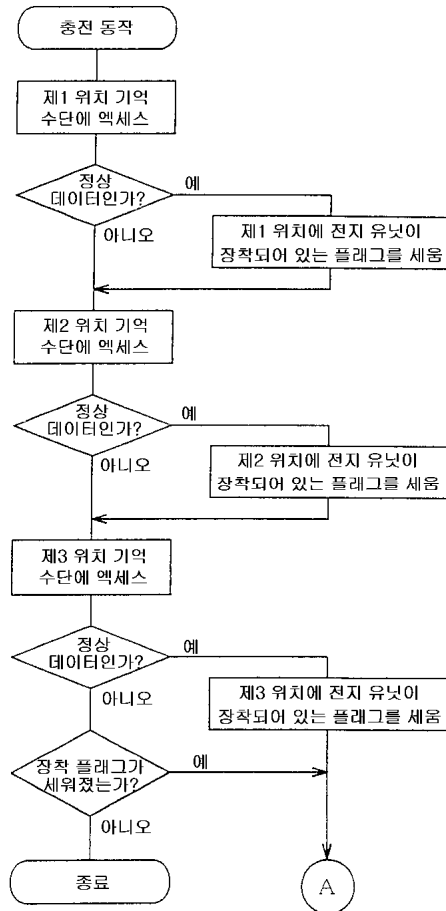 충전 동작
제1 위치 기억
수단에 엑세스
정상
데이터인가?
예
아니오
제1 위치에 전지 유닛이
장착되어 있는 플래그를 세움
제2 위치 기억
수단에 엑세스
정상
데이터인가?
예
아니오
제2 위치에 전지 유닛이
장착되어 있는 플래그를 세움
제3 위치 기억
수단에 엑세스
정상
데이터인가?
예
아니오
제3 위치에 전지 유닛이
장착되어 있는 플래그를 세움
장착 플래그가
세워졌는가?
예
아니오
종료
A